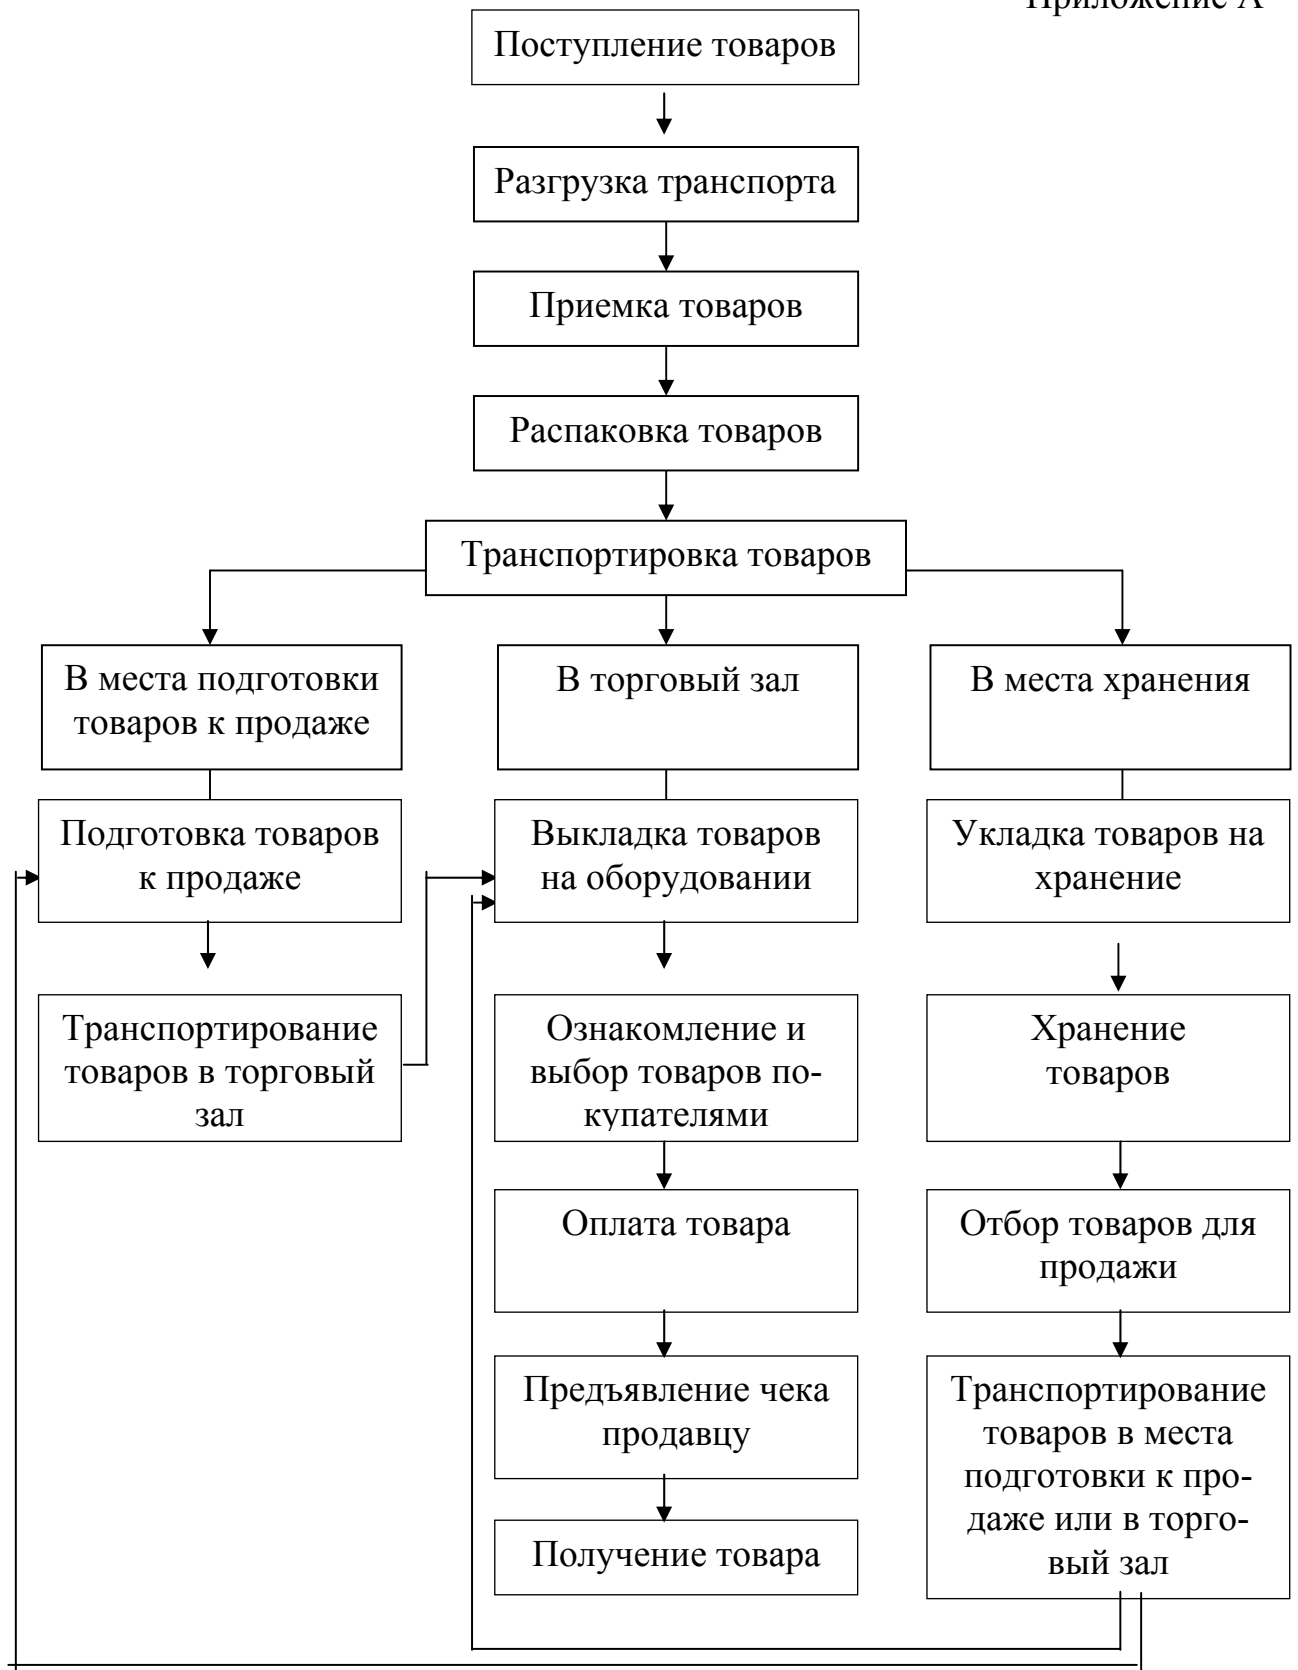 Приложение А
Поступление товаров
Разгрузка транспорта
Приемка товаров
Распаковка товаров
Транспортировка товаров
В места подготовки
товаров к продаже
В торговый зал
В места хранения
Подготовка товаров
к продаже
Выкладка товаров
на оборудовании
Укладка товаров на
хранение
Транспортирование
товаров в торговый
зал
Ознакомление и
выбор товаров по-
купателями
Хранение
товаров
Оплата товара
Отбор товаров для
продажи
Предъявление чека
продавцу
Транспортирование
товаров в места
подготовки к про-
даже или в торго-
вый зал
Получение товара